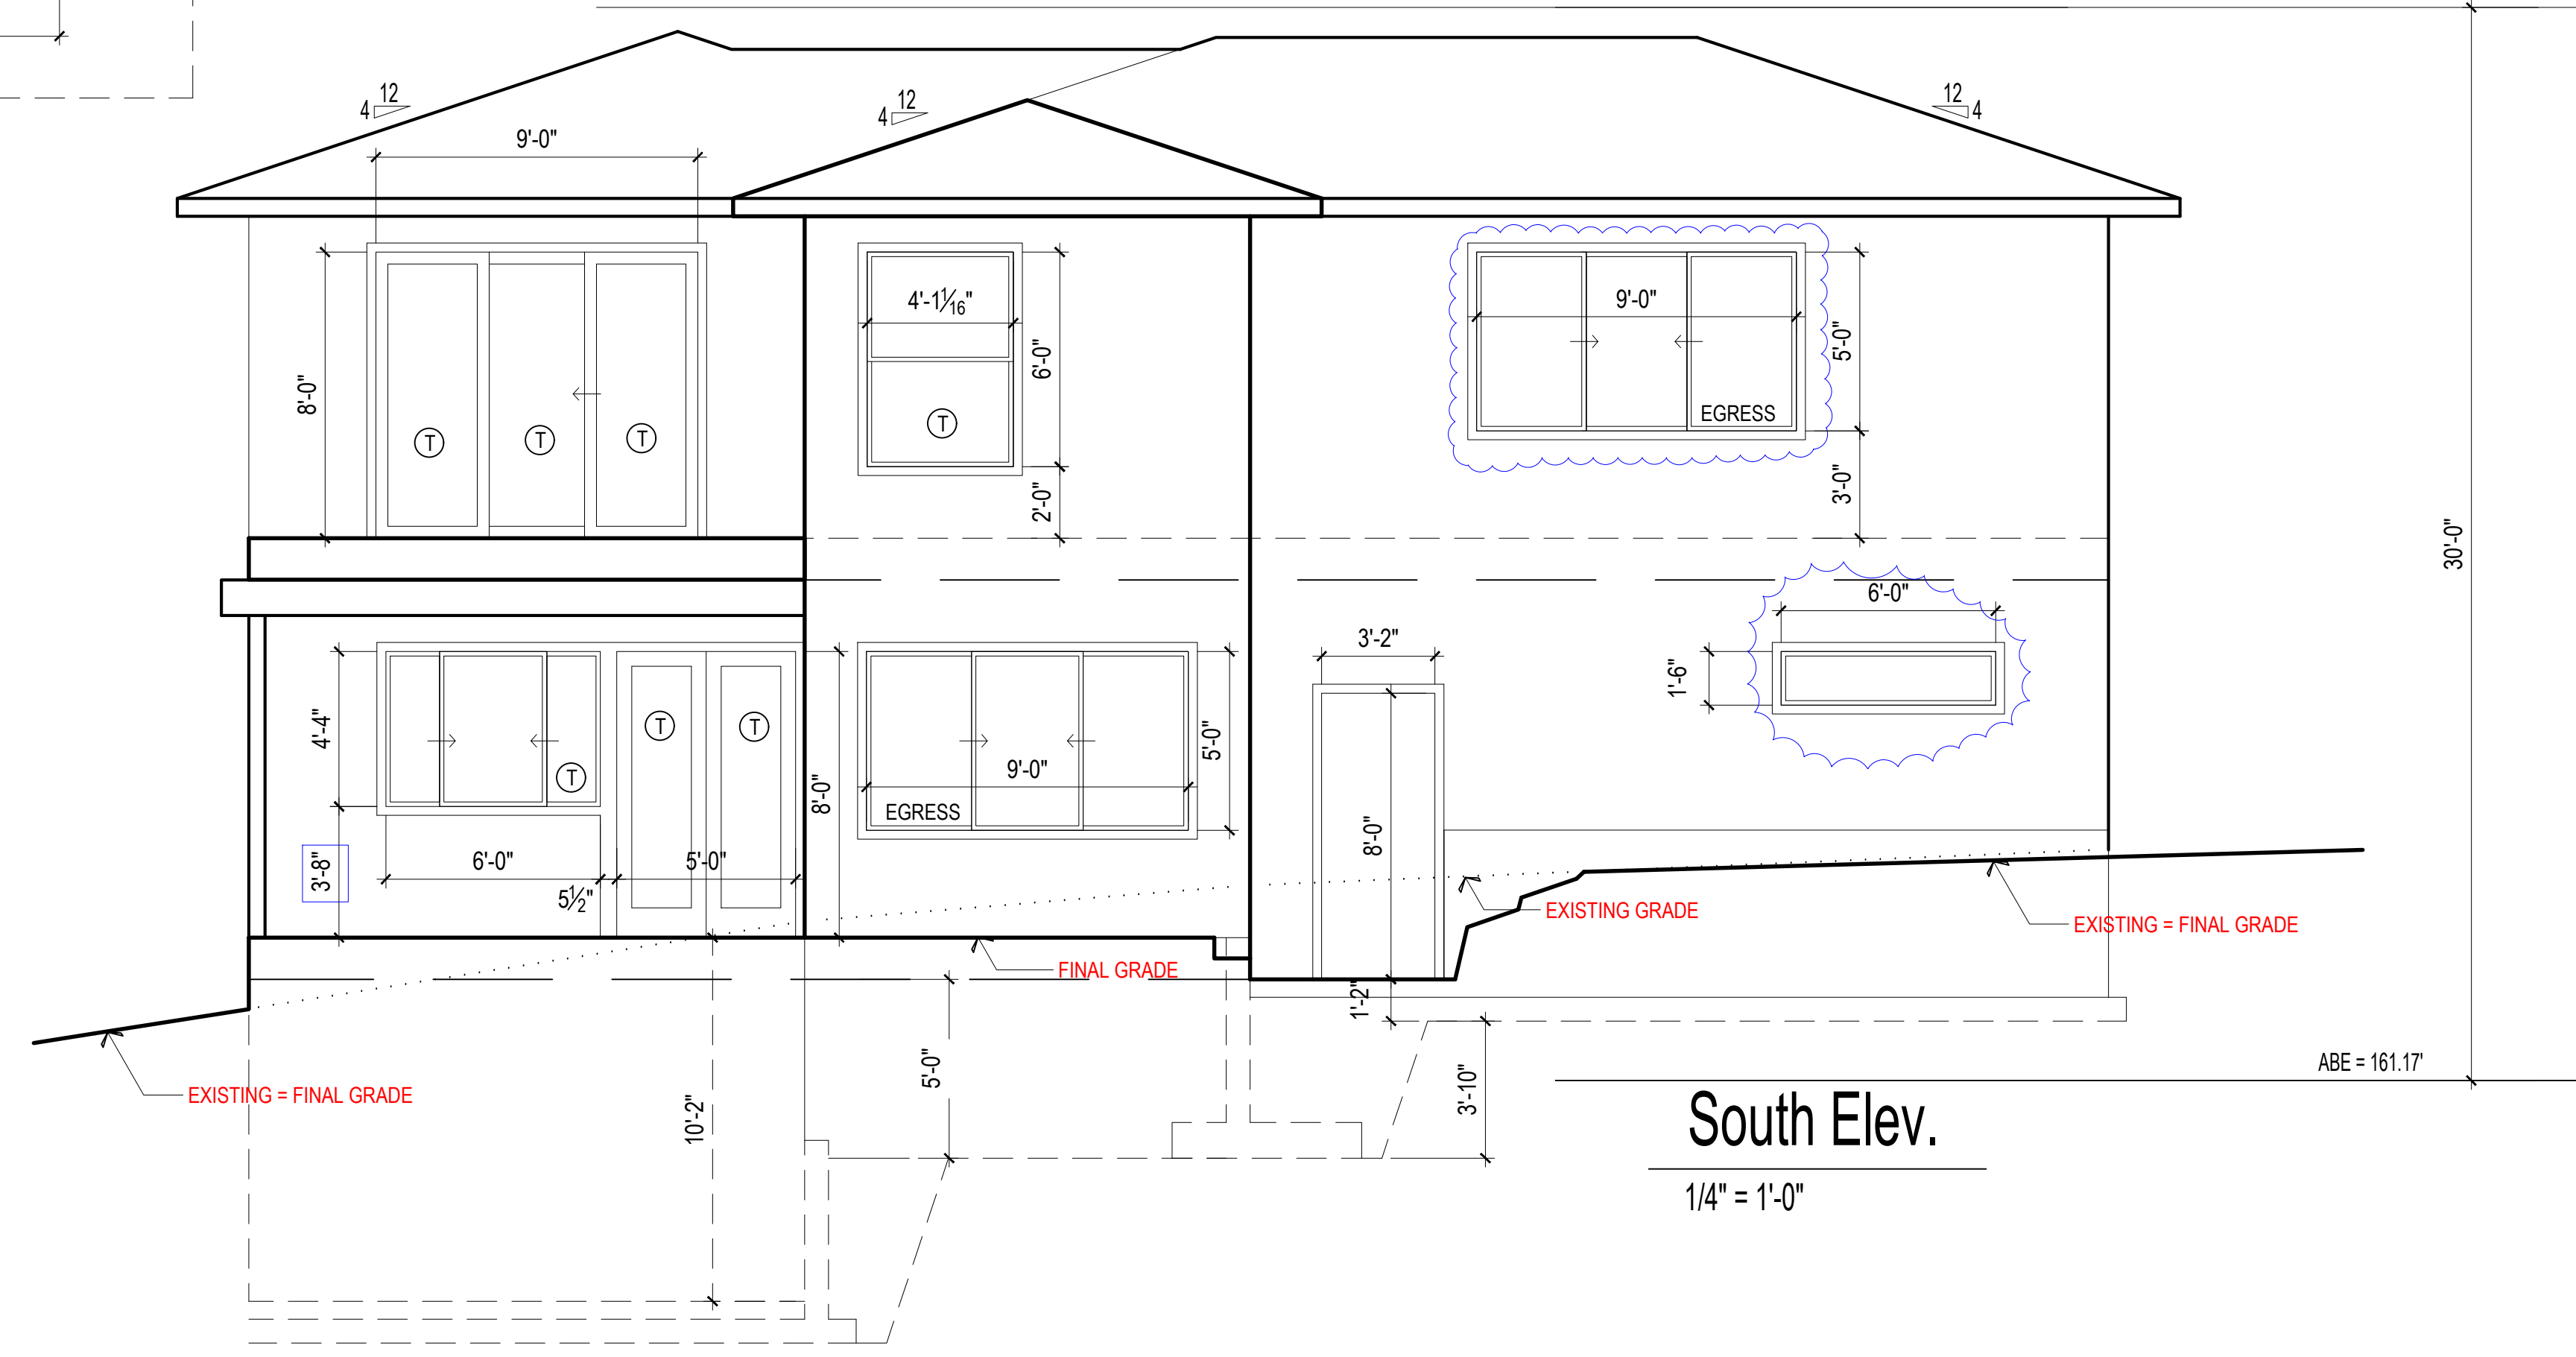 12
4
12
4
12
4
9'-0"
8'-0"
T
T
T
4'-1 1/16"
6'-0"
T
2'-0"
9'-0"
5'-0"
EGRESS
3'-0"
30'-0"
6'-0"
1'-6"
3'-2"
8'-0"
4'-4"
T
T
T
3'-8"
6'-0"
5 1/2"
5'-0"
8'-0"
9'-0"
EGRESS
5'-0"
EXISTING GRADE
EXISTING = FINAL GRADE
FINAL GRADE
1'-2"
EXISTING = FINAL GRADE
10'-2"
5'-0"
3'-10"
ABE = 161.17'
South Elev.
1/4" = 1'-0"